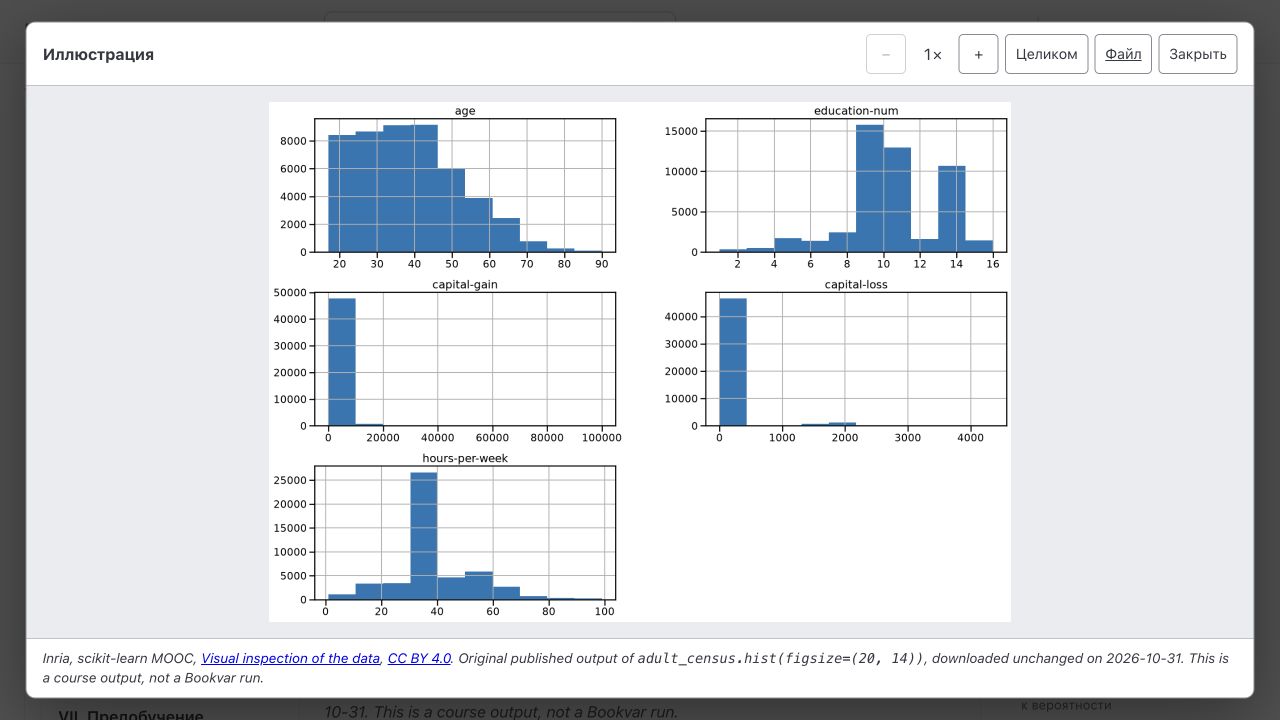 Иллюстрация
−
1×
+
Целиком
Файл
Закрыть
age
8000
6000
4000
2000
0
20 30 40 50 60 70 80 90
education-num
15000
10000
5000
0
2 4 6 8 10 12 14 16
capital-gain
50000
40000
30000
20000
10000
0
0 20000 40000 60000 80000 100000
capital-loss
40000
30000
20000
10000
0
0 1000 2000 3000 4000
hours-per-week
25000
20000
15000
10000
5000
0
0 20 40 60 80 100
Inria, scikit-learn MOOC, Visual inspection of the data, CC BY 4.0. Original published output of adult_census.hist(figsize=(20, 14)), downloaded unchanged on 2026-10-31. This is
a course output, not a Bookvar run.
VII. Предобучение
10-31. This is a course output, not a Bookvar run.
к вероятности